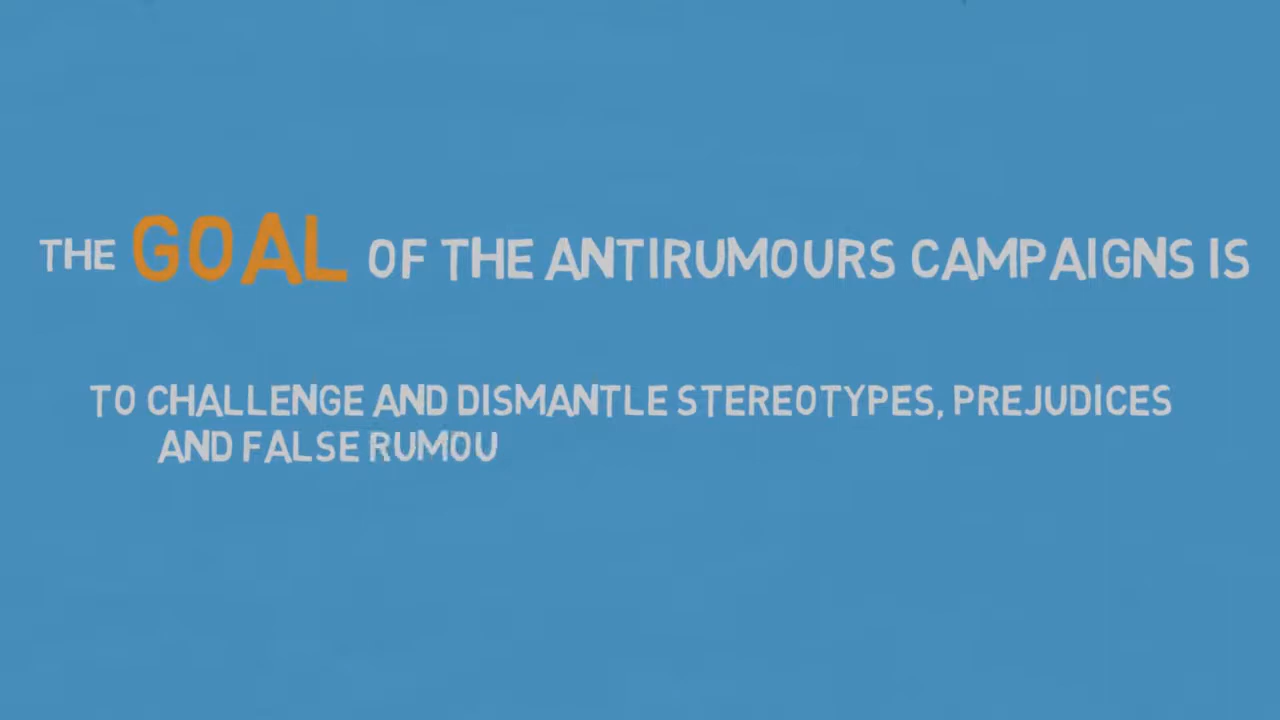 THE GOAL OF THE ANTIRUMOURS CAMPAIGNS IS
TO CHALLENGE AND DISMANTLE STEREOTYPES, PREJUDICES
AND FALSE RUMOU